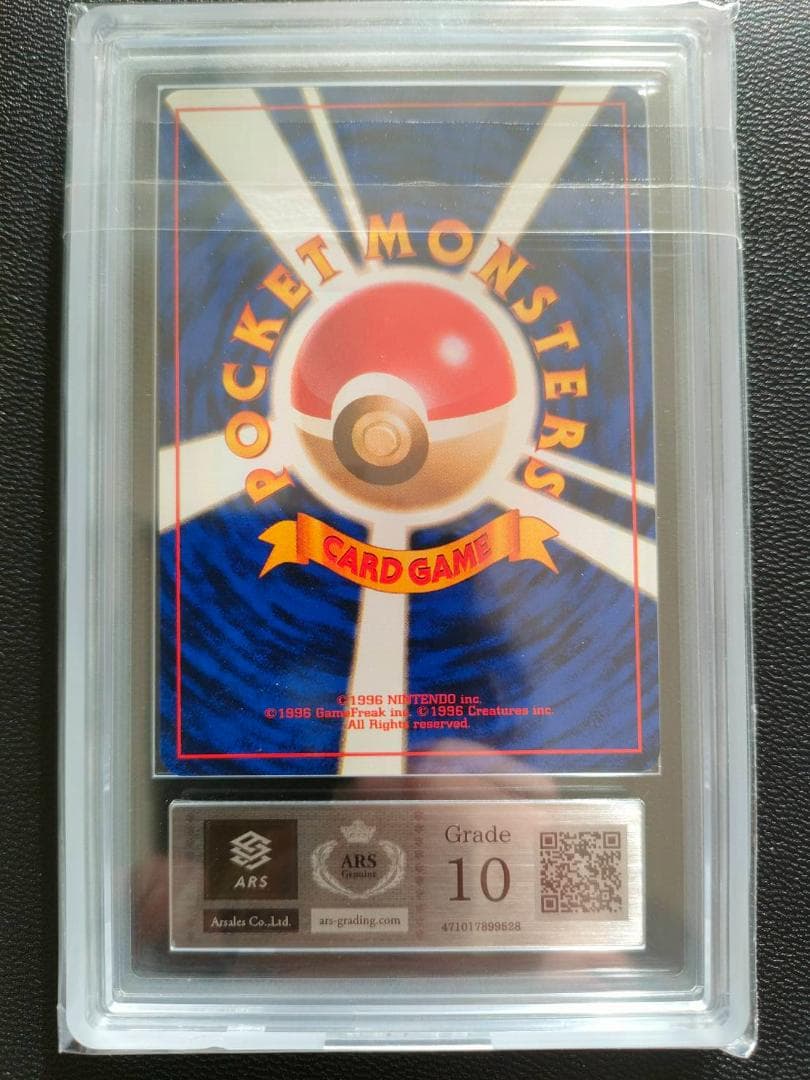 POCKET MONSTERS
CARD GAME
©1996 NINTENDO inc.
©1996 GameFreak inc. ©1996 Creatures inc.
All Rights reserved.
ARS
Arsales Co.,Ltd.
ARS
Genuine
ars-grading.com
Grade
10
471017899528